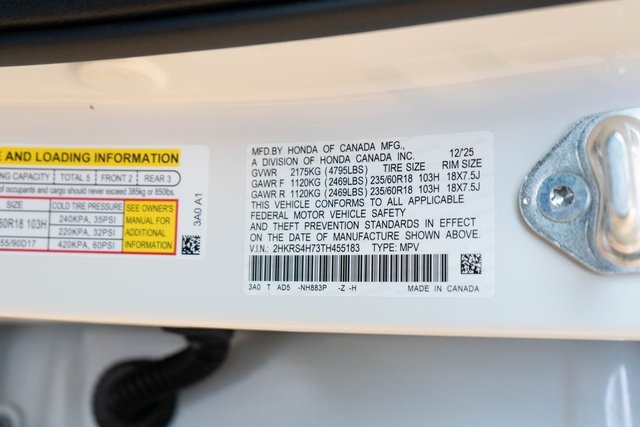 E AND LOADING INFORMATION
NG CAPACITY TOTAL 5 FRONT 2 REAR 3
of occupants and cargo should never exceed 385kg or 850lbs.
SIZE COLD TIRE PRESSURE SEE OWNER'S MANUAL FOR ADDITIONAL INFORMATION
60R18 103H 240KPA, 35PSI
220KPA, 32PSI
55/90D17 420KPA, 60PSI
3A0 A1
MFD.BY HONDA OF CANADA MFG., 12/'25
A DIVISION OF HONDA CANADA INC. TIRE SIZE RIM SIZE
GVWR 2175KG (4795LBS)
GAWR F 1120KG (2469LBS) 235/60R18 103H 18X7.5J
GAWR R 1120KG (2469LBS) 235/60R18 103H 18X7.5J
THIS VEHICLE CONFORMS TO ALL APPLICABLE
FEDERAL MOTOR VEHICLE SAFETY
AND THEFT PREVENTION STANDARDS IN EFFECT
ON THE DATE OF MANUFACTURE SHOWN ABOVE.
V.I.N.: 2HKRS4H73TH455183 TYPE: MPV
3A0 T AD5 -NH883P -Z -H MADE IN CANADA